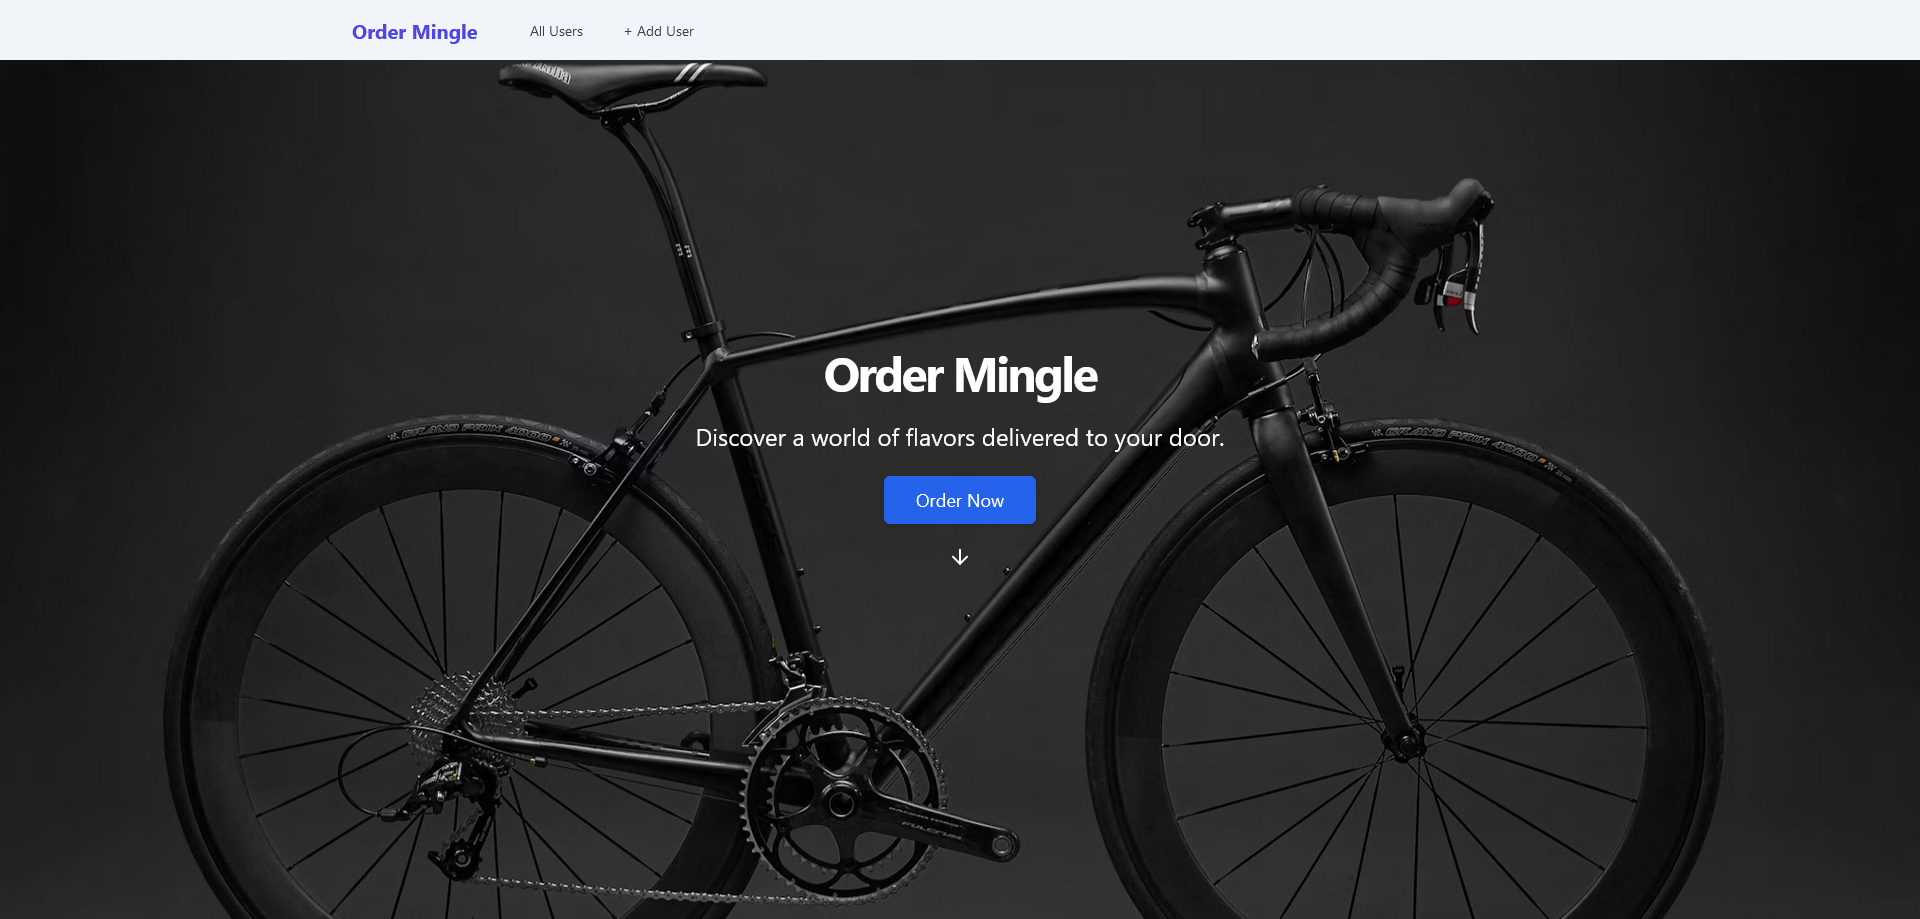 Order Mingle
All Users
+ Add User
Order Mingle
Discover a world of flavors delivered to your door.
Order Now
GRAND PRIX 4000
GRAND PRIX 4000
FULCRUM